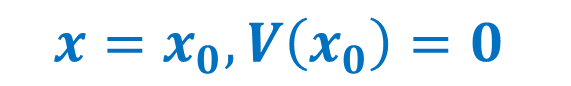 x = x₀, V(x₀) = 0